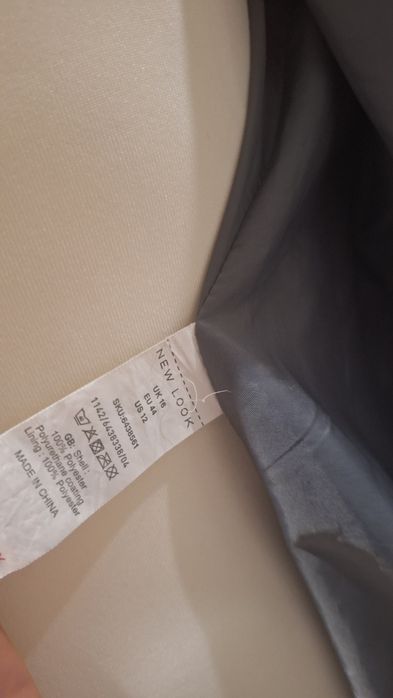 NEW LOOK
UK 16
EU 44
US 12
SKU-6438561
1142/6438338/04
GB: Shell :
100% Polyester
Polyurethane coating
Lining : 100% Polyester
MADE IN CHINA